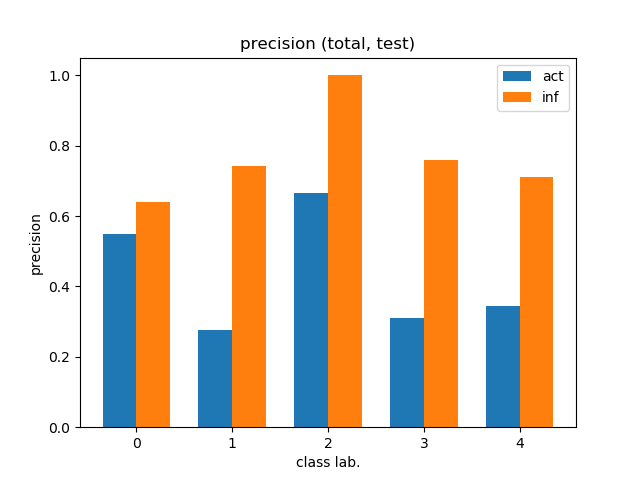 precision (total, test)
act
inf
precision
1.0
0.8
0.6
0.4
0.2
0.0
0 1 2 3 4
class lab.